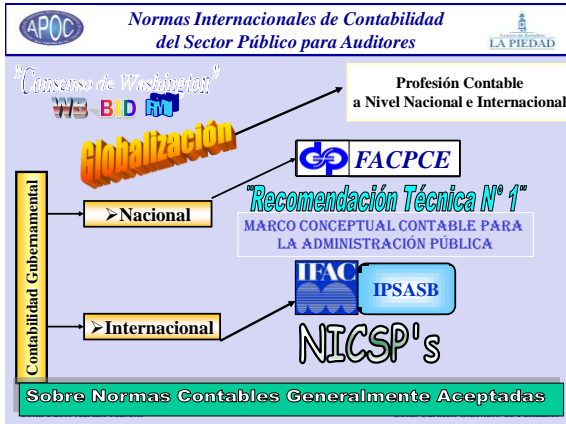 APOC
Normas Internacionales de Contabilidad
del Sector Público para Auditores
LA PIEDAD
"Consenso de Washington"
WB - BID FMI
Globalización
Profesión Contable
a Nivel Nacional e Internacional
FACPCE
"Recomendación Técnica N° 1"
MARCO CONCEPTUAL CONTABLE PARA
LA ADMINISTRACIÓN PÚBLICA
Contabilidad Gubernamental
➢Nacional
IFAC
IPSASB
➢Internacional
NICSP's
Sobre Normas Contables Generalmente Aceptadas